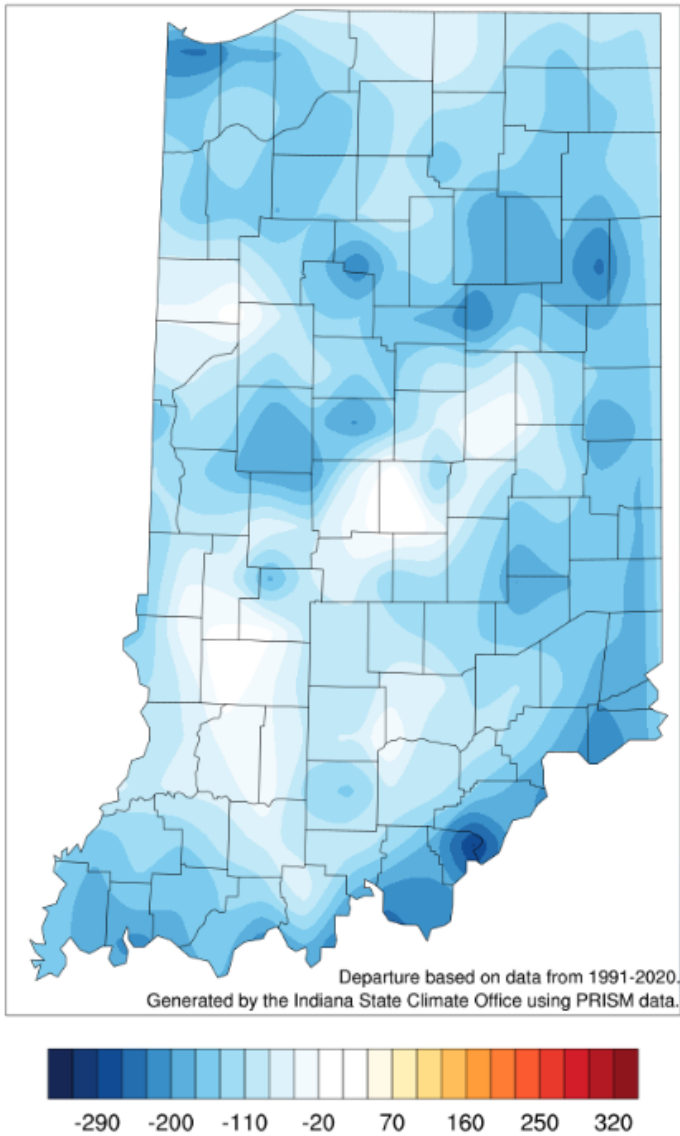 Departure based on data from 1991-2020.
Generated by the Indiana State Climate Office using PRISM data.
-290 -200 -110 -20 70 160 250 320